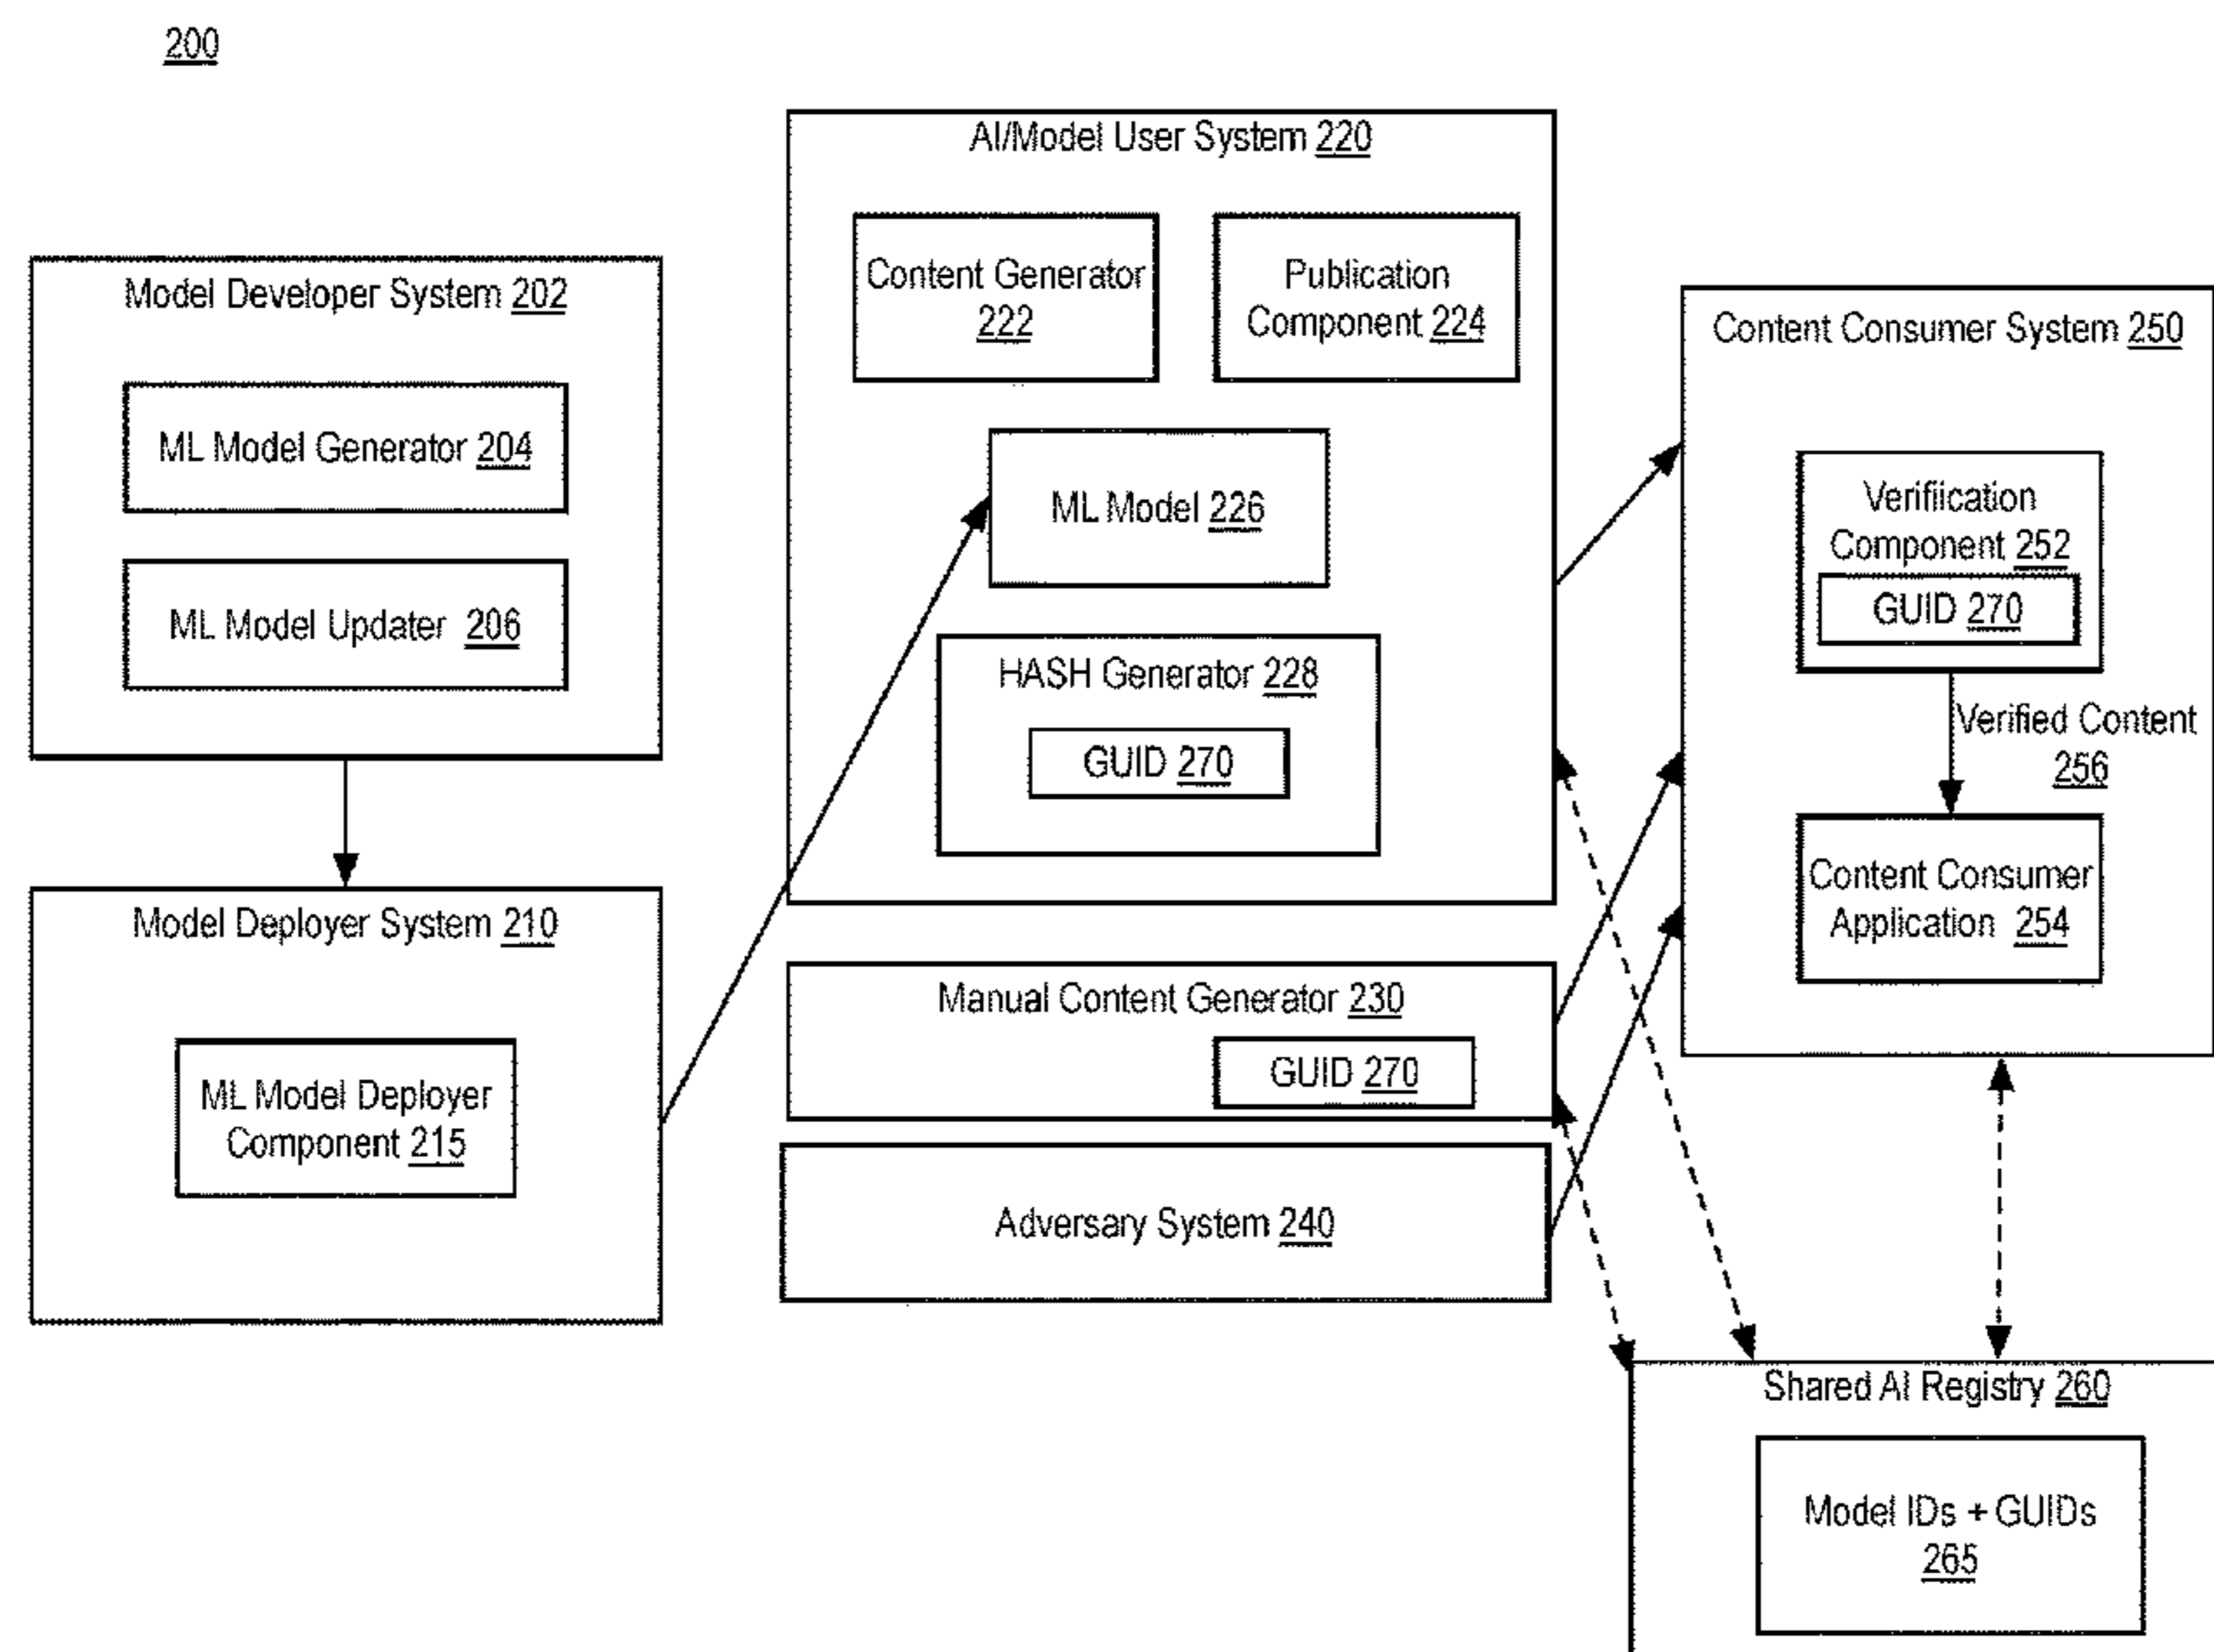 200
Model Developer System 202
ML Model Generator 204
ML Model Updater 206
Model Deployer System 210
ML Model Deployer
Component 215
AI/Model User System 220
Content Generator
222
Publication
Component 224
ML Model 226
HASH Generator 228
GUID 270
Manual Content Generator 230
GUID 270
Adversary System 240
Content Consumer System 250
Verifiication
Component 252
GUID 270
Verified Content
256
Content Consumer
Application 254
Shared AI Registry 260
Model IDs + GUIDs
265